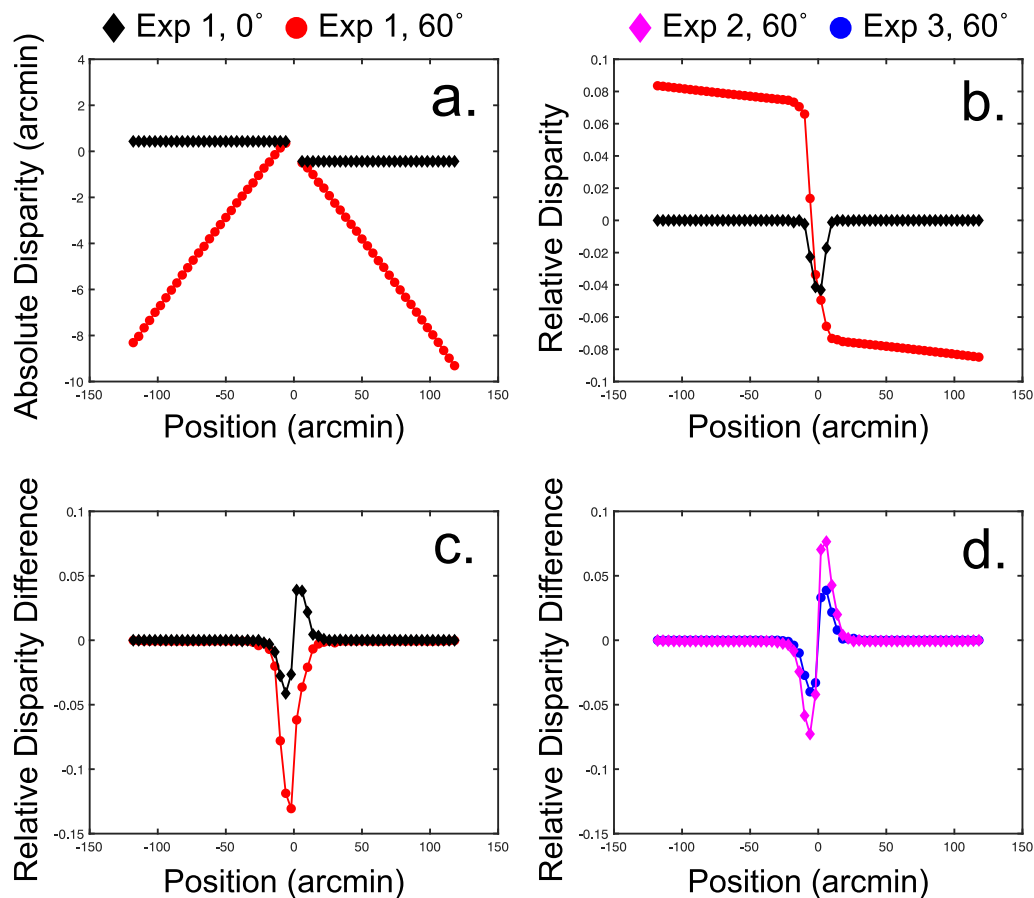 Exp 1, 0˚ Exp 1, 60˚ Exp 2, 60˚ Exp 3, 60˚
a.
Absolute Disparity (arcmin)
4
2
0
-2
-4
-6
-8
-10
-150 -100 -50 0 50 100 150
Position (arcmin)
b.
Relative Disparity
0.1
0.08
0.06
0.04
0.02
0
-0.02
-0.04
-0.06
-0.08
-0.1
-150 -100 -50 0 50 100 150
Position (arcmin)
c.
Relative Disparity Difference
0.1
0.05
0
-0.05
-0.1
-0.15
-150 -100 -50 0 50 100 150
Position (arcmin)
d.
Relative Disparity Difference
0.1
0.05
0
-0.05
-0.1
-0.15
-150 -100 -50 0 50 100 150
Position (arcmin)